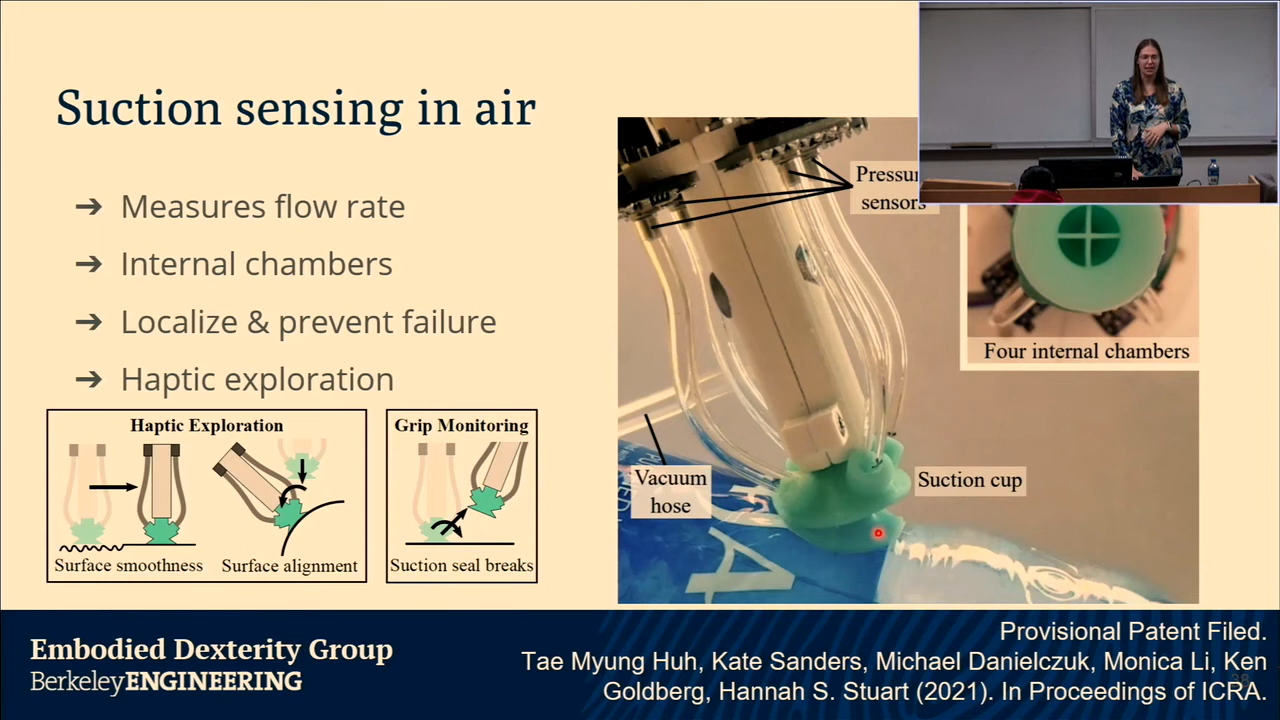 Suction sensing in air
➔ Measures flow rate
➔ Internal chambers
➔ Localize & prevent failure
➔ Haptic exploration
Haptic Exploration
Surface smoothness
Surface alignment
Grip Monitoring
Suction seal breaks
sensors
Four internal chambers
Vacuum
hose
Suction cup
A
Embodied Dexterity Group
BerkeleyENGINEERING
Provisional Patent Filed.
Tae Myung Huh, Kate Sanders, Michael Danielczuk, Monica Li, Ken
Goldberg, Hannah S. Stuart (2021). In Proceedings of ICRA.
38